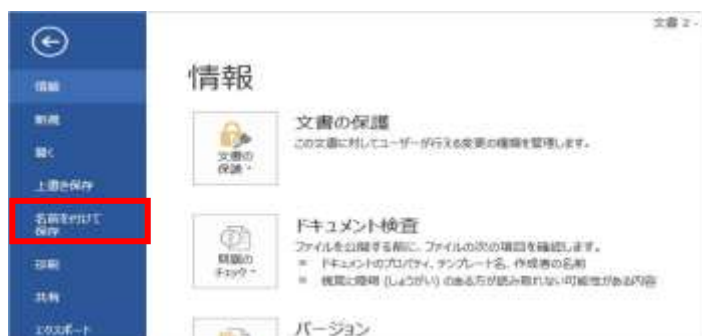 文書 2 -
情報
情報
新規
開く
上書き保存
名前を付けて
保存
印刷
共有
エクスポート
文書の
保護
文書の保護
この文書に対してユーザーが行える変更の種類を管理します。
問題の
チェック
ドキュメント検査
ファイルを公開する前に、ファイルの次の項目を確認します。
ドキュメントのプロパティ、テンプレート名、作成者の名前
視覚に障碍 (しょうがい) のある方が読み取れない可能性がある内容
バージョン